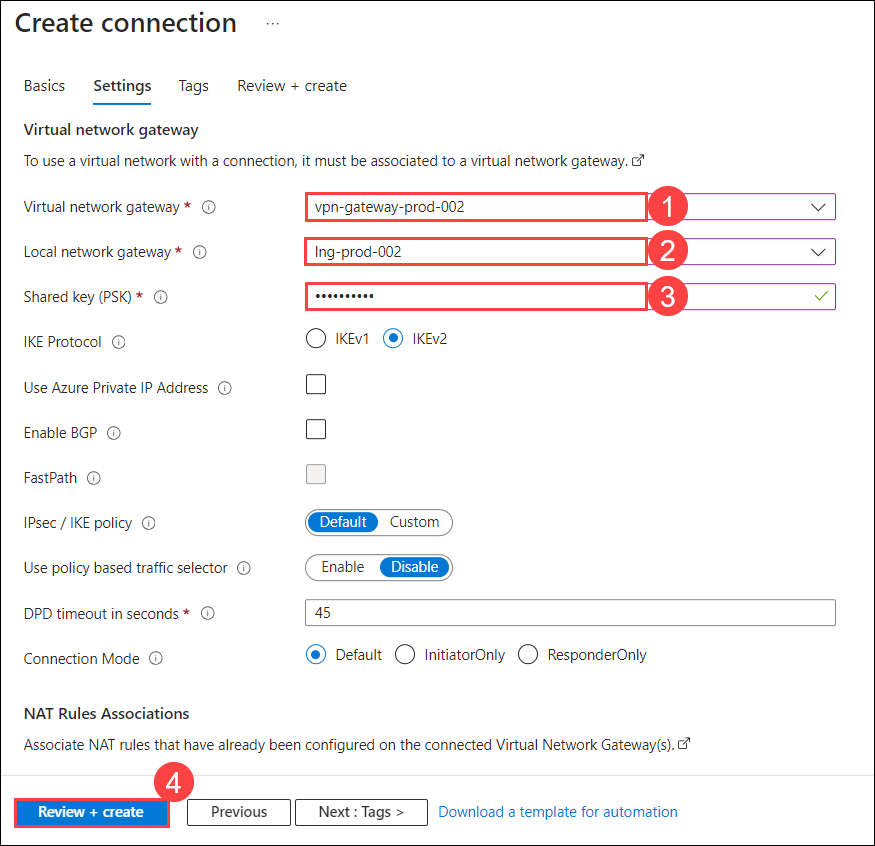 Create connection ...
Basics Settings Tags Review + create
Virtual network gateway
To use a virtual network with a connection, it must be associated to a virtual network gateway.
Virtual network gateway * vpn-gateway-prod-002 1
Local network gateway * lng-prod-002 2
Shared key (PSK) * •••••••••• 3
IKE Protocol IKEv1 IKEv2
Use Azure Private IP Address
Enable BGP
FastPath
IPsec / IKE policy Default Custom
Use policy based traffic selector Enable Disable
DPD timeout in seconds * 45
Connection Mode Default InitiatorOnly ResponderOnly
NAT Rules Associations
Associate NAT rules that have already been configured on the connected Virtual Network Gateway(s).
4
Review + create Previous Next : Tags > Download a template for automation